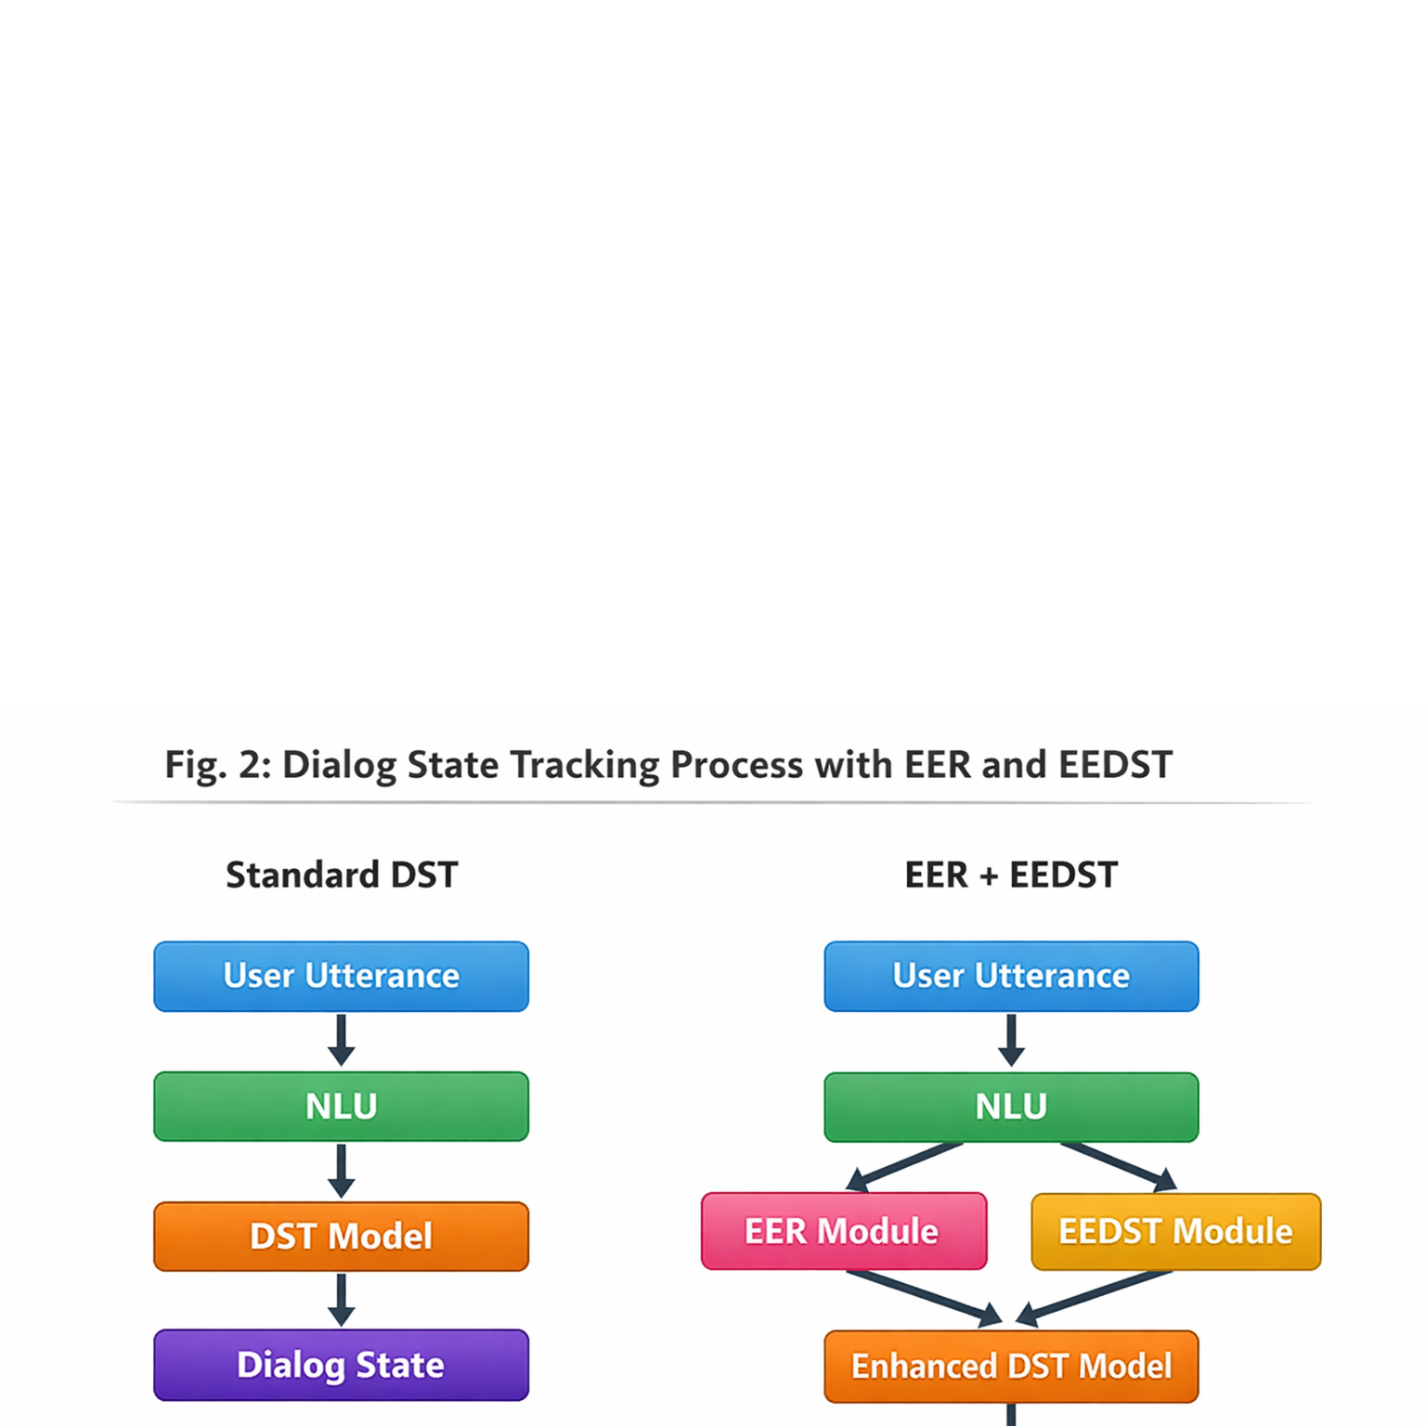 Fig. 2: Dialog State Tracking Process with EER and EEDST
Standard DST
User Utterance
NLU
DST Model
Dialog State
EER + EEDST
User Utterance
NLU
EER Module
EEDST Module
Enhanced DST Model